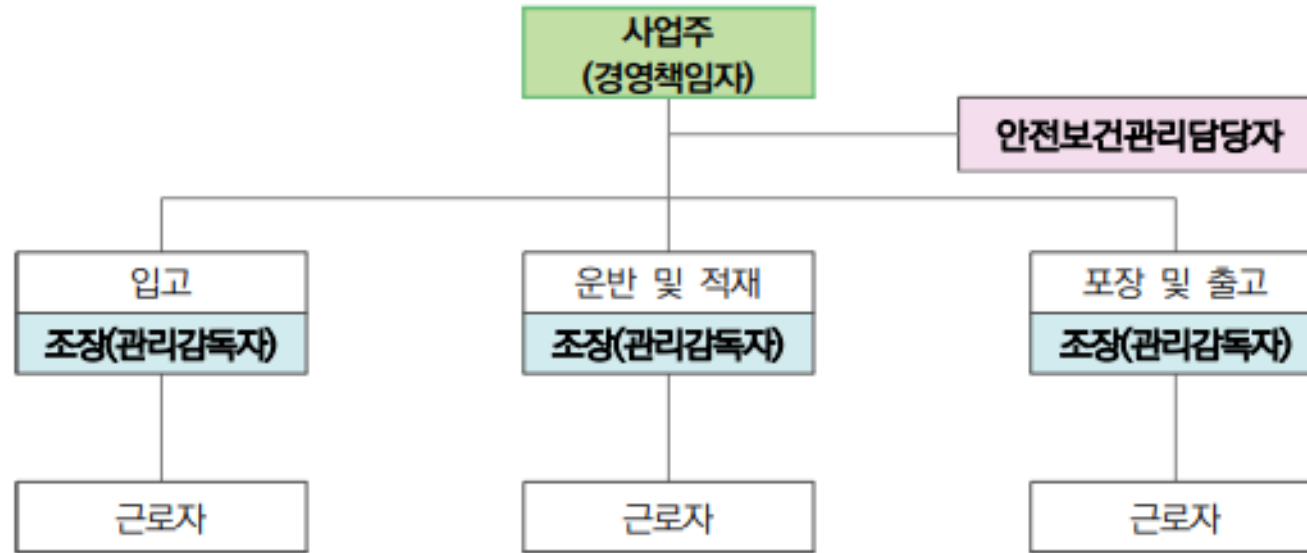 사업주
(경영책임자)
안전보건관리담당자
입고
운반 및 적재
포장 및 출고
조장(관리감독자)
조장(관리감독자)
조장(관리감독자)
근로자
근로자
근로자